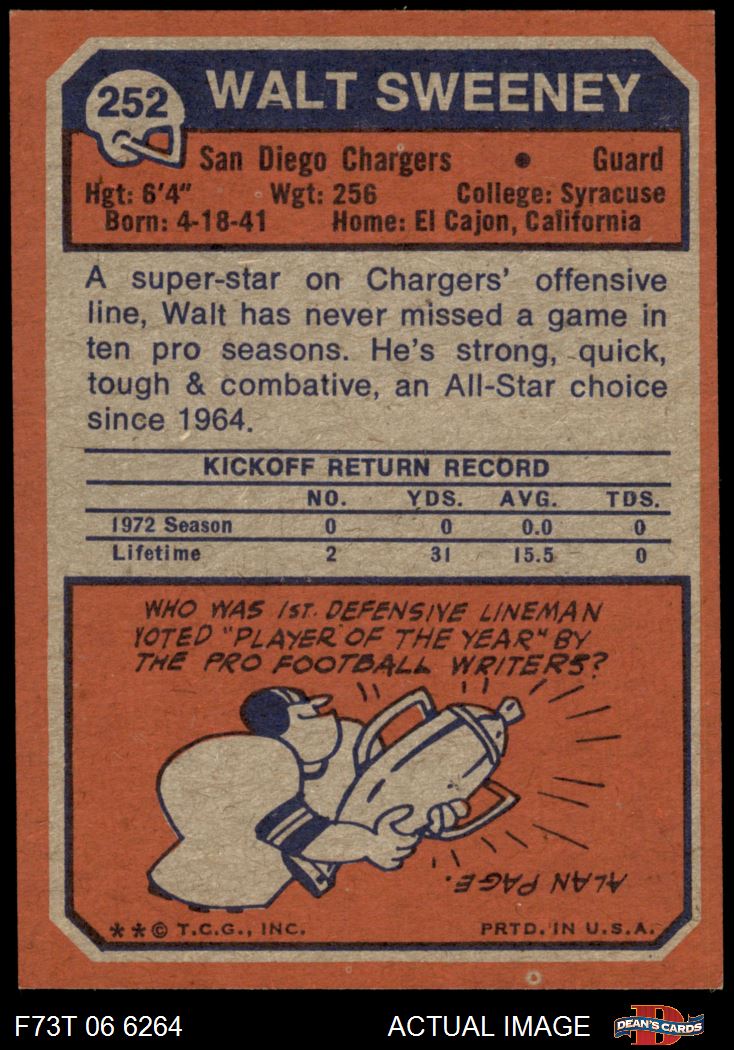 252
WALT SWEENEY
San Diego Chargers • Guard
Hgt: 6'4" Wgt: 256 College: Syracuse
Born: 4-18-41 Home: El Cajon, California
A super-star on Chargers' offensive
line, Walt has never missed a game in
ten pro seasons. He's strong, quick,
tough & combative, an All-Star choice
since 1964.
KICKOFF RETURN RECORD
NO. YDS. AVG. TDS.
1972 Season 0 0 0.0 0
Lifetime 2 31 15.5 0
WHO WAS 1ST. DEFENSIVE LINEMAN
VOTED "PLAYER OF THE YEAR" BY
THE PRO FOOTBALL WRITERS?
ALAN PAGE.
**© T.C.G., INC. PRTD. IN U.S.A.
F73T 06 6264 ACTUAL IMAGE
D
DEAN'S CARDS